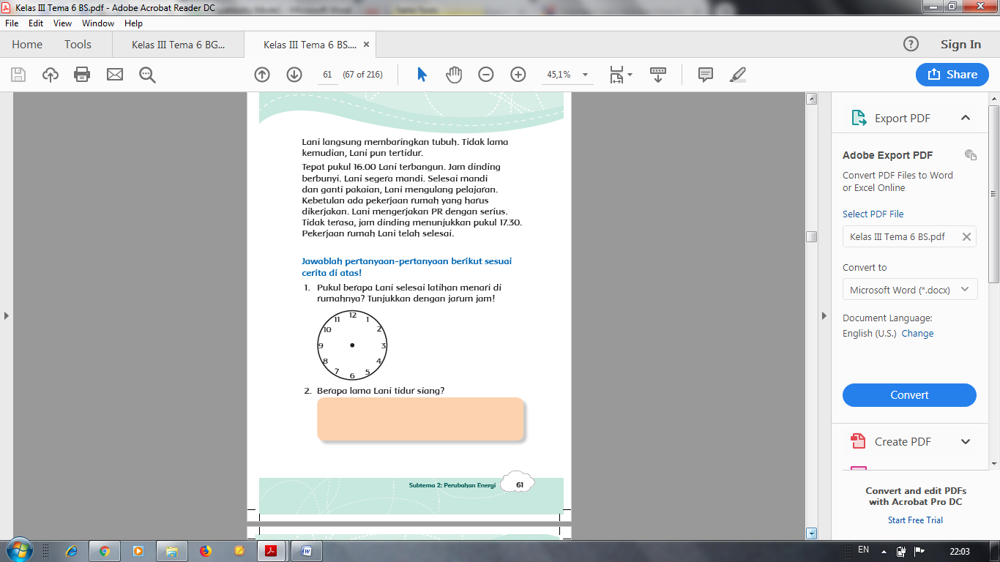 Kelas III Tema 6 BS.pdf - Adobe Acrobat Reader DC
File Edit View Window Help
Home Tools Kelas III Tema 6 BG... Kelas III Tema 6 BS.... Sign In
61 (67 of 216) 45,1% Share
Lani langsung membaringkan tubuh. Tidak lama
kemudian, Lani pun tertidur.
Tepat pukul 16.00 Lani terbangun. Jam dinding
berbunyi. Lani segera mandi. Selesai mandi
dan ganti pakaian, Lani mengulang pelajaran.
Kebetulan ada pekerjaan rumah yang harus
dikerjakan. Lani mengerjakan PR dengan serius.
Tidak terasa, jam dinding menunjukkan pukul 17.30.
Pekerjaan rumah Lani telah selesai.
Jawablah pertanyaan-pertanyaan berikut sesuai
cerita di atas!
1. Pukul berapa Lani selesai latihan menari di
rumahnya? Tunjukkan dengan jarum jam!
12
11 1
10 2
9 3
8 4
7 5
6
2. Berapa lama Lani tidur siang?
Subtema 2: Perubahan Energi 61
Export PDF
Adobe Export PDF
Convert PDF Files to Word
or Excel Online
Select PDF File
Kelas III Tema 6 BS.pdf
Convert to
Microsoft Word (*.docx)
Document Language:
English (U.S.) Change
Convert
Create PDF
Convert and edit PDFs
with Acrobat Pro DC
Start Free Trial
EN 22:03